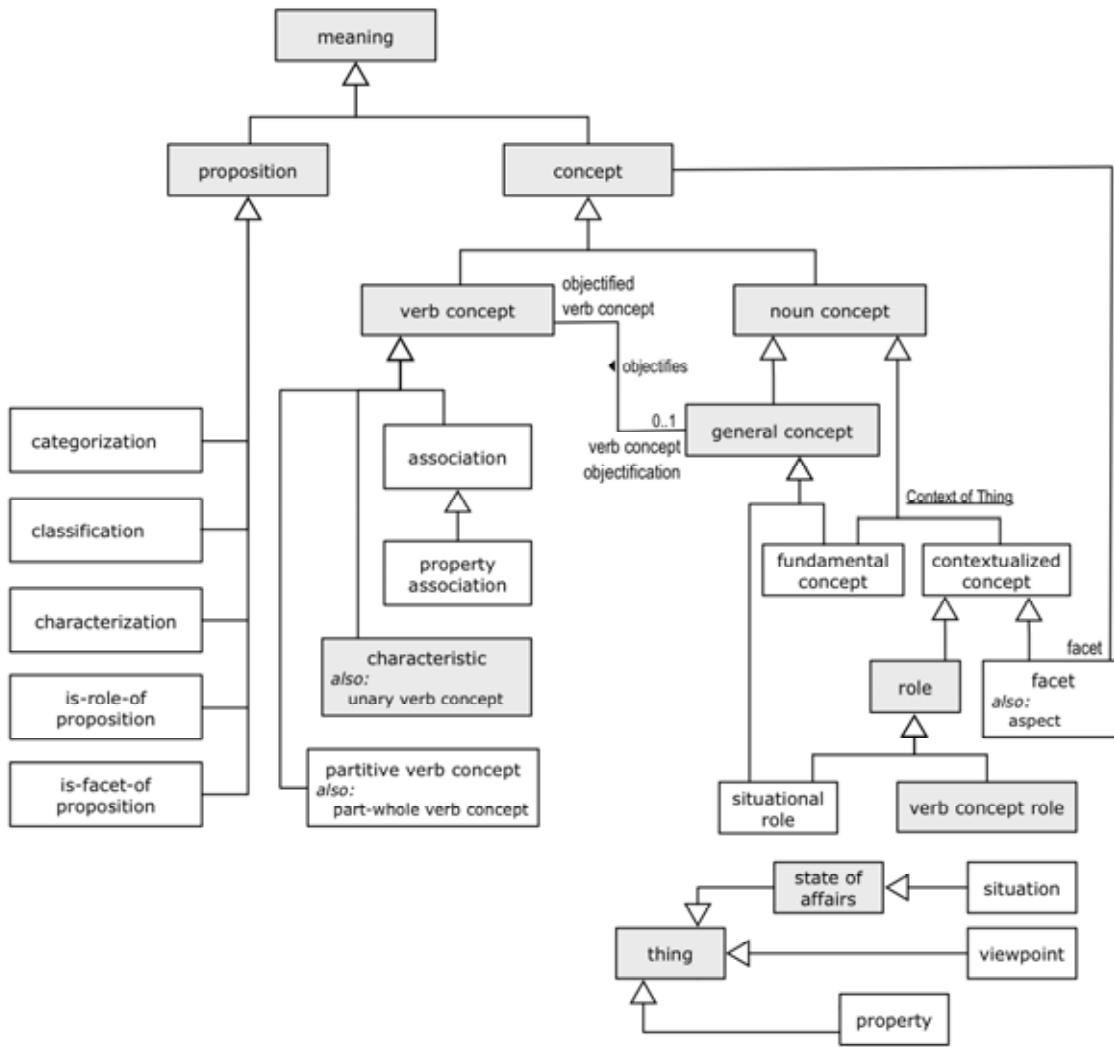 meaning
proposition
concept
objectified
verb concept
verb concept
noun concept
objectifies
0..1
verb concept
objectification
general concept
categorization
association
classification
Context of Thing
property
association
fundamental
concept
contextualized
concept
characterization
characteristic
also:
unary verb concept
facet
role
facet
also:
aspect
is-role-of
proposition
is-facet-of
proposition
partitive verb concept
also:
part-whole verb concept
situational
role
verb concept role
state of
affairs
situation
thing
viewpoint
property